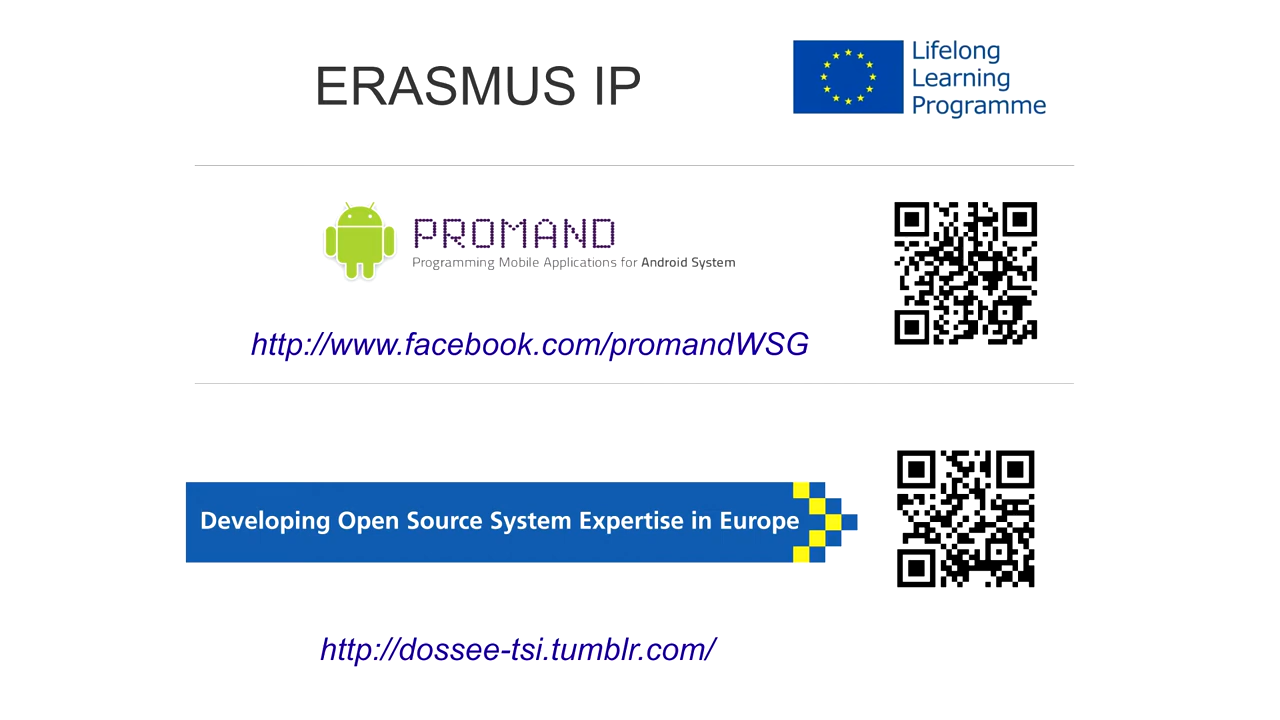 ERASMUS IP
Lifelong
Learning
Programme
PROMAND
Programming Mobile Applications for Android System
http://www.facebook.com/promandWSG
Developing Open Source System Expertise in Europe
http://dossee-tsi.tumblr.com/